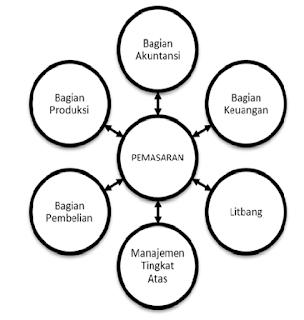 Bagian
Akuntansi
Bagian
Produksi
Bagian
Keuangan
PEMASARAN
Bagian
Pembelian
Litbang
Manajemen
Tingkat
Atas